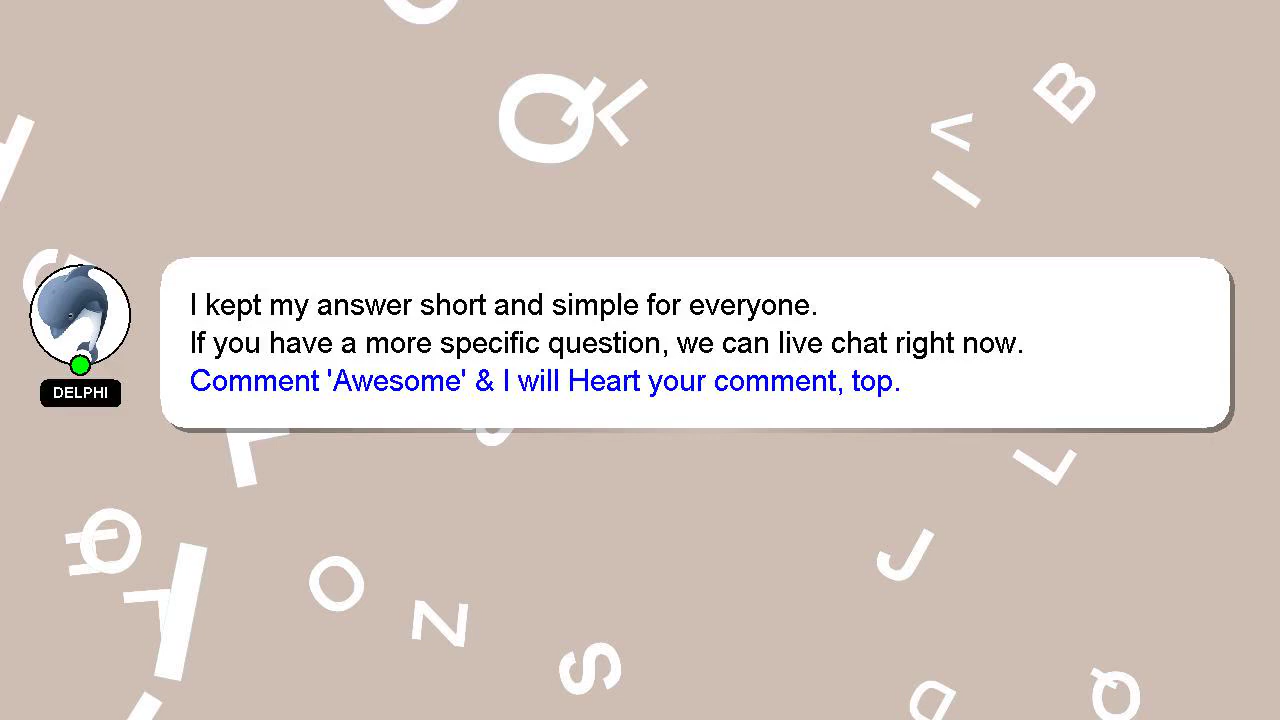 I kept my answer short and simple for everyone.
If you have a more specific question, we can live chat right now.
Comment 'Awesome' & I will Heart your comment, top.
DELPHI